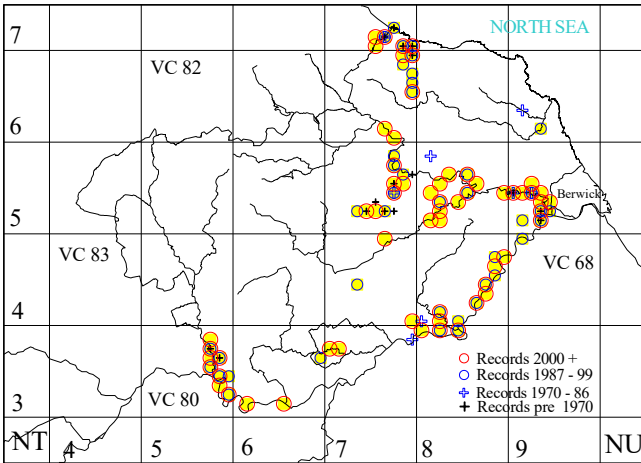 NORTH SEA
7
VC 82
6
Berwick
5
VC 83
VC 68
4
Records 2000 +
Records 1987 - 99
Records 1970 - 86
Records pre 1970
VC 80
3
NT 4 5 6 7 8 9 NU